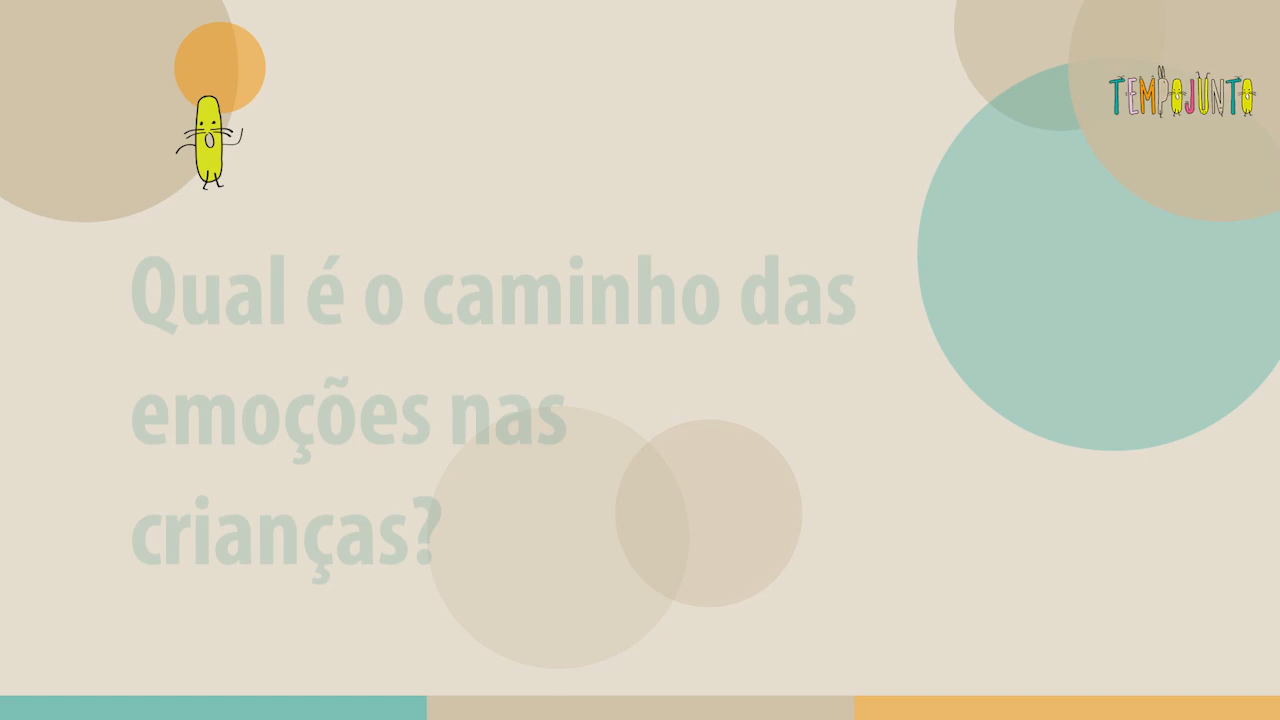 TEMPOJUNTO
Qual é o caminho das
emoções nas
crianças?